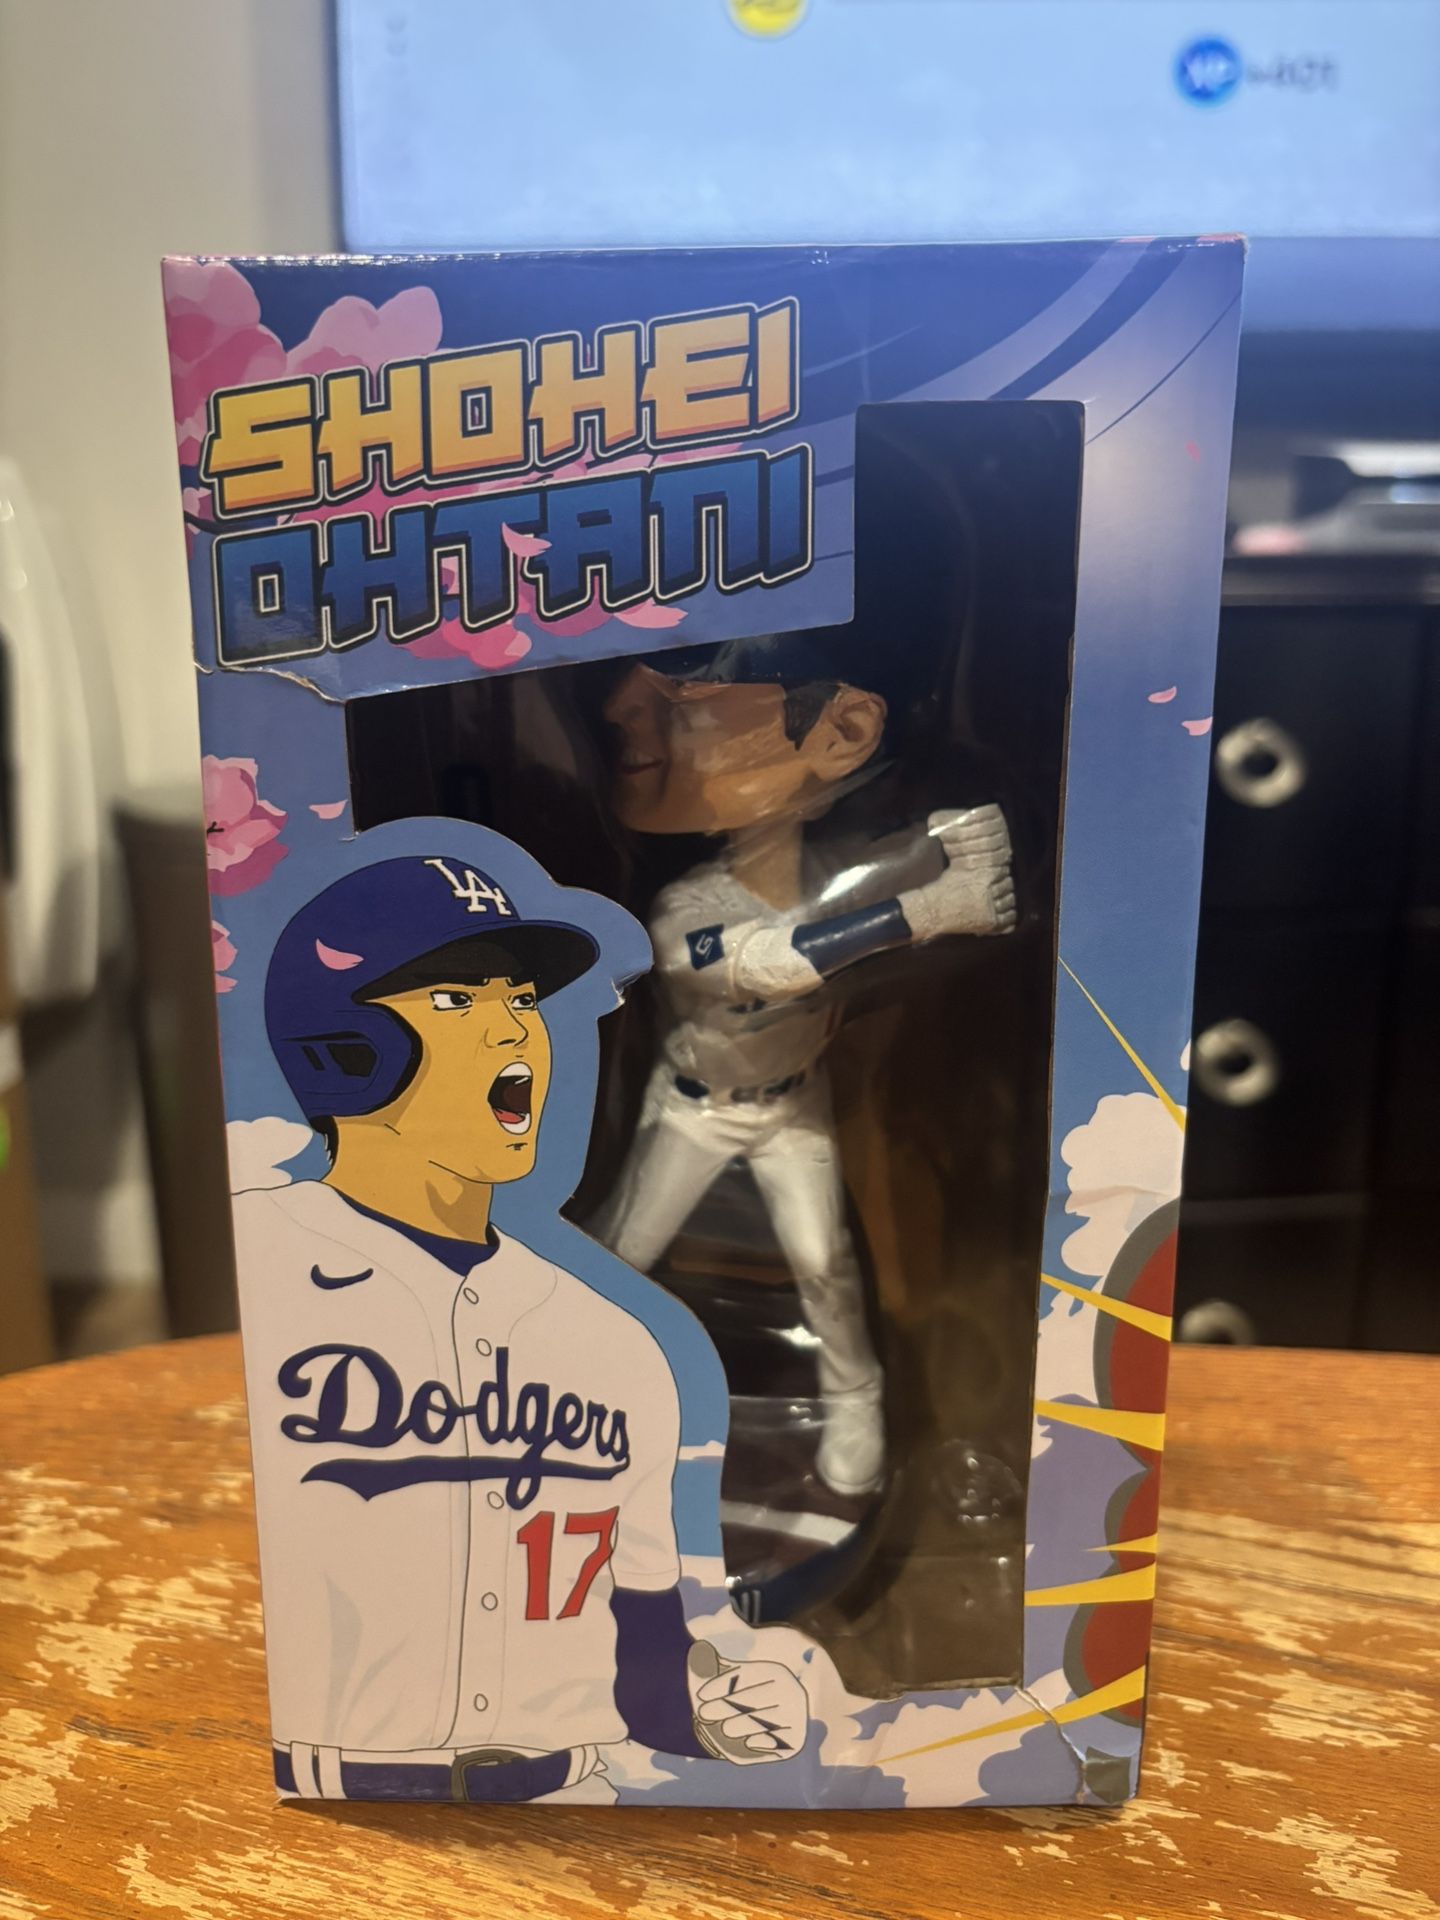 SHOHEI
OHTANI
LA
Dodgers
17